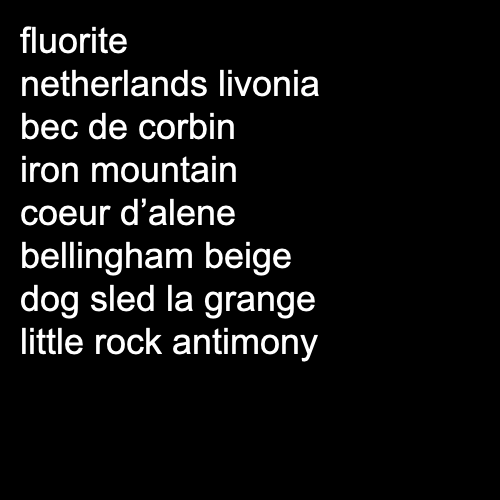 fluorite
netherlands livonia
bec de corbin
iron mountain
coeur d’alene
bellingham beige
dog sled la grange
little rock antimony